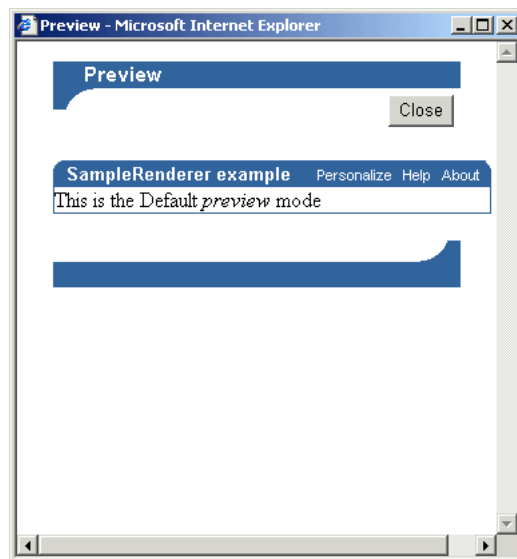 Preview - Microsoft Internet Explorer
Preview
Close
SampleRenderer example Personalize Help About
This is the Default preview mode